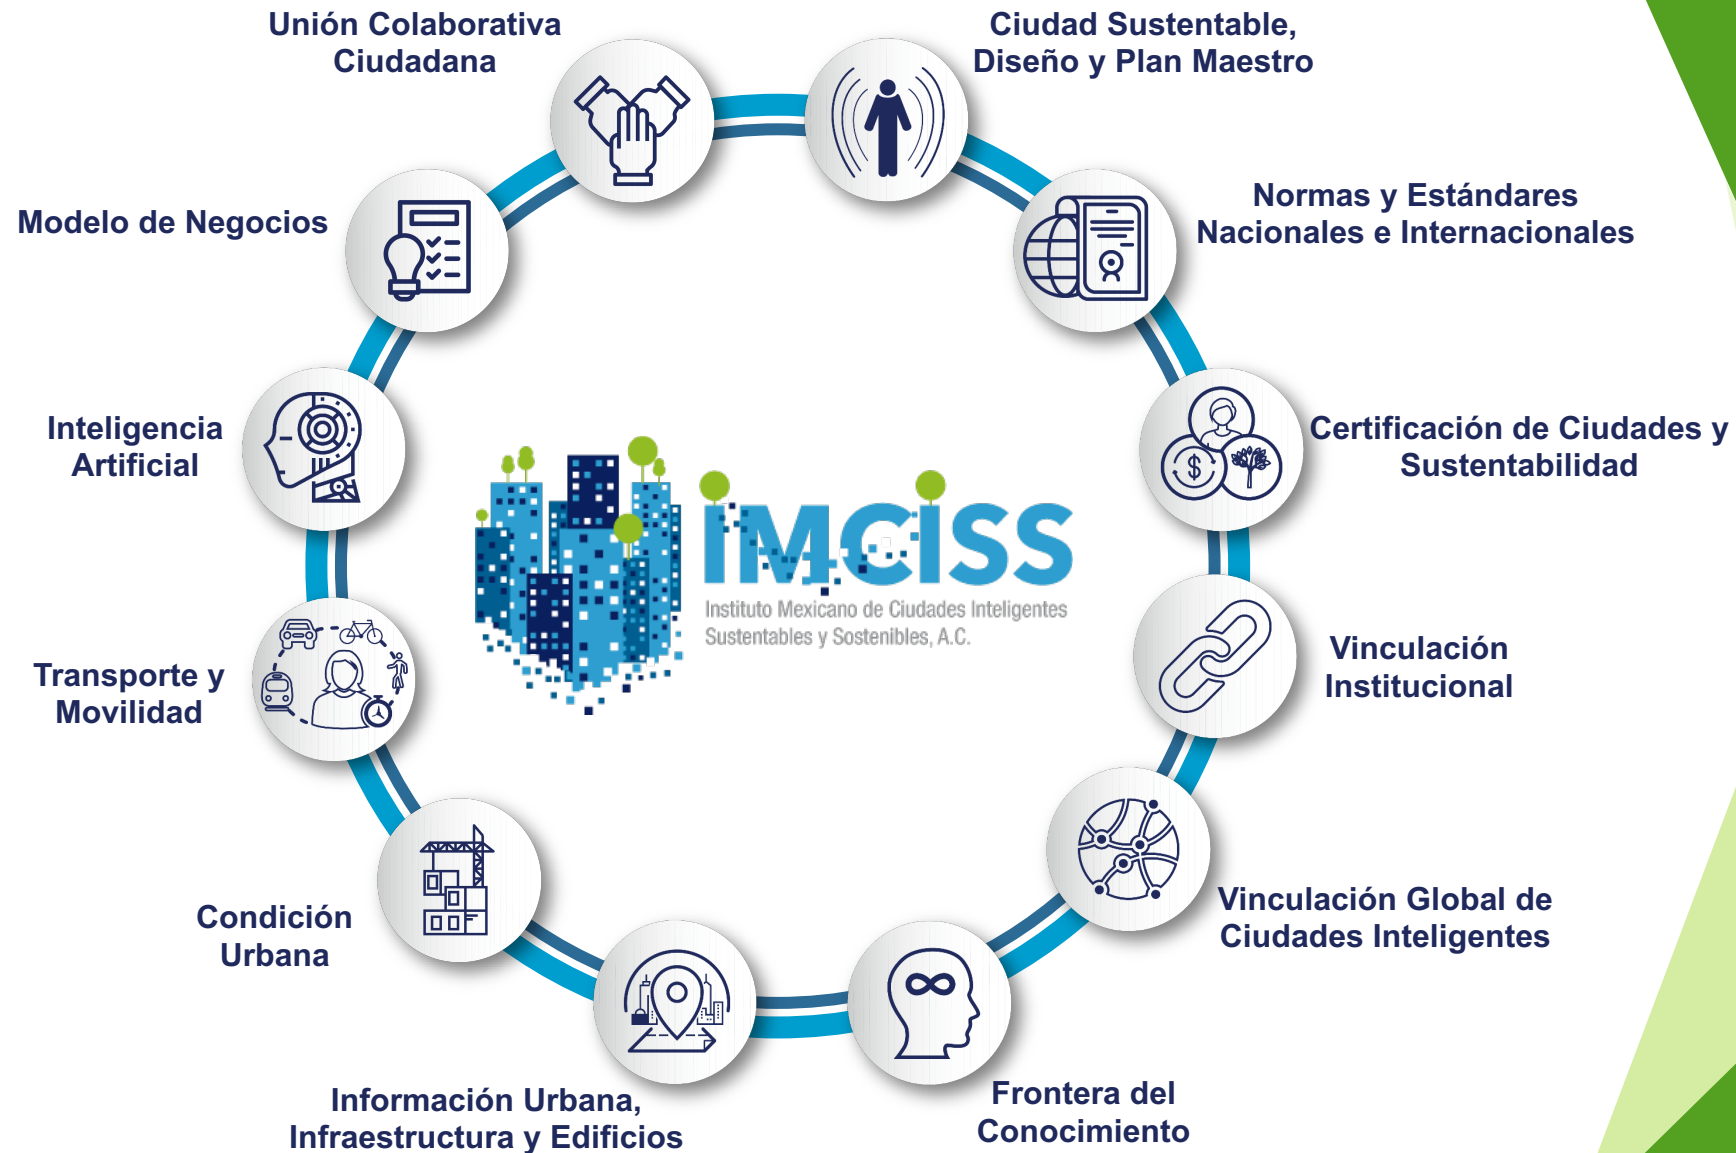 Unión Colaborativa
Ciudadana
Ciudad Sustentable,
Diseño y Plan Maestro
Modelo de Negocios
Normas y Estándares
Nacionales e Internacionales
Inteligencia
Artificial
Certificación de Ciudades y
Sustentabilidad
$
IMCISS
Instituto Mexicano de Ciudades Inteligentes
Sustentables y Sostenibles, A.C.
Transporte y
Movilidad
Vinculación
Institucional
Condición
Urbana
Vinculación Global de
Ciudades Inteligentes
Información Urbana,
Infraestructura y Edificios
Frontera del
Conocimiento